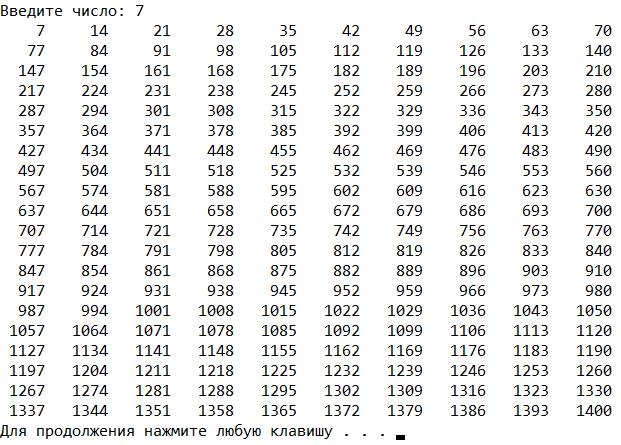 Введите число: 7
7 14 21 28 35 42 49 56 63 70
77 84 91 98 105 112 119 126 133 140
147 154 161 168 175 182 189 196 203 210
217 224 231 238 245 252 259 266 273 280
287 294 301 308 315 322 329 336 343 350
357 364 371 378 385 392 399 406 413 420
427 434 441 448 455 462 469 476 483 490
497 504 511 518 525 532 539 546 553 560
567 574 581 588 595 602 609 616 623 630
637 644 651 658 665 672 679 686 693 700
707 714 721 728 735 742 749 756 763 770
777 784 791 798 805 812 819 826 833 840
847 854 861 868 875 882 889 896 903 910
917 924 931 938 945 952 959 966 973 980
987 994 1001 1008 1015 1022 1029 1036 1043 1050
1057 1064 1071 1078 1085 1092 1099 1106 1113 1120
1127 1134 1141 1148 1155 1162 1169 1176 1183 1190
1197 1204 1211 1218 1225 1232 1239 1246 1253 1260
1267 1274 1281 1288 1295 1302 1309 1316 1323 1330
1337 1344 1351 1358 1365 1372 1379 1386 1393 1400
Для продолжения нажмите любую клавишу . . .